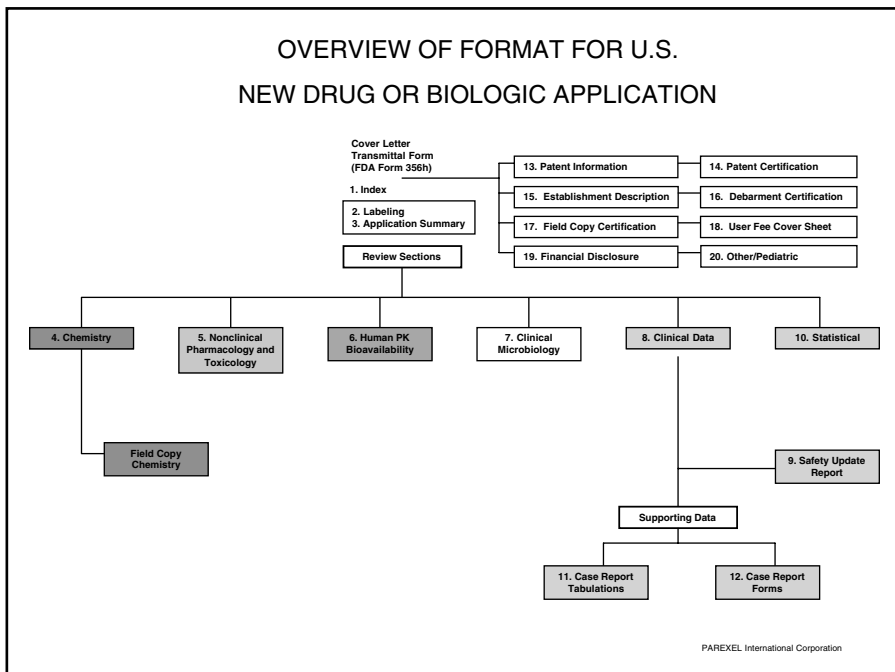 OVERVIEW OF FORMAT FOR U.S.
NEW DRUG OR BIOLOGIC APPLICATION
Cover Letter
Transmittal Form
(FDA Form 356h)
1. Index
2. Labeling
3. Application Summary
13. Patent Information
14. Patent Certification
15. Establishment Description
16. Debarment Certification
17. Field Copy Certification
18. User Fee Cover Sheet
19. Financial Disclosure
20. Other/Pediatric
Review Sections
4. Chemistry
5. Nonclinical
Pharmacology and
Toxicology
6. Human PK
Bioavailability
7. Clinical
Microbiology
8. Clinical Data
10. Statistical
Field Copy
Chemistry
9. Safety Update
Report
Supporting Data
11. Case Report
Tabulations
12. Case Report
Forms
PAREXEL International Corporation